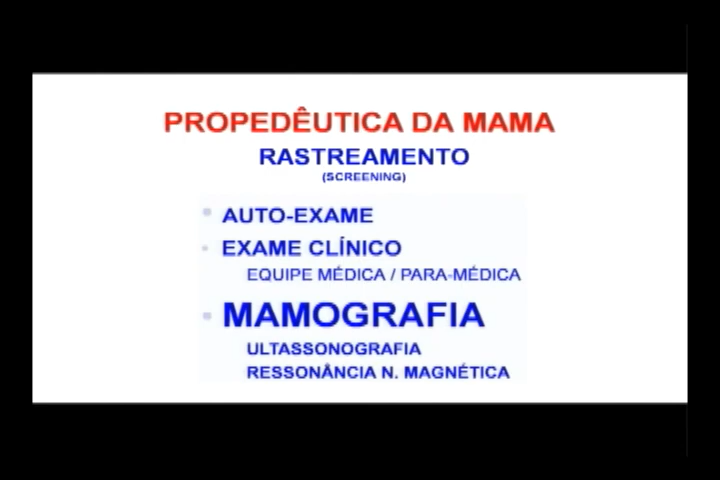 PROPEDÊUTICA DA MAMA
RASTREAMENTO
(SCREENING)
• AUTO-EXAME
• EXAME CLÍNICO
EQUIPE MÉDICA / PARA-MÉDICA
• MAMOGRAFIA
ULTASSONOGRAFIA
RESSONÂNCIA N. MAGNÉTICA